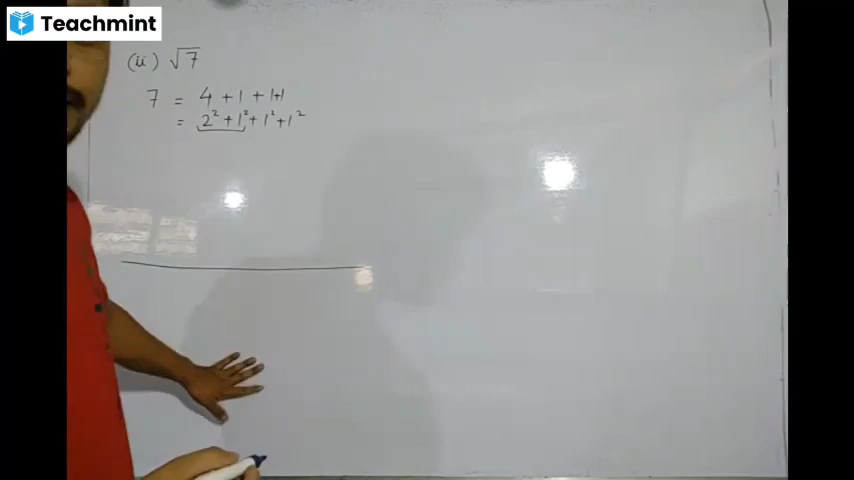 Teachmint
(ii) √7
7 = 4 + 1 + 1+1
= 2² + 1² + 1² + 1²